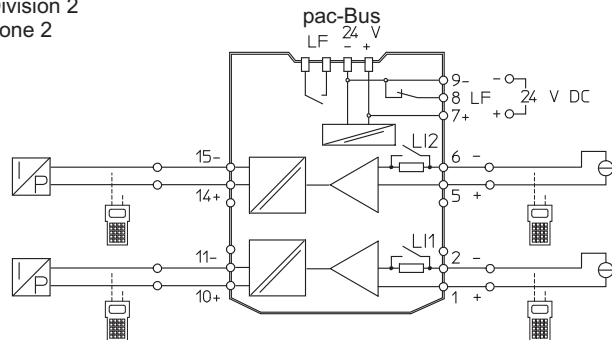 Division 2
one 2
pac-Bus
LF 24 V
- +
9-
8 LF
7+
- 24 V DC
+
LI2
15-
14+
6 -
5 +
I
P
LI1
11-
10+
2 -
1 +
I
P